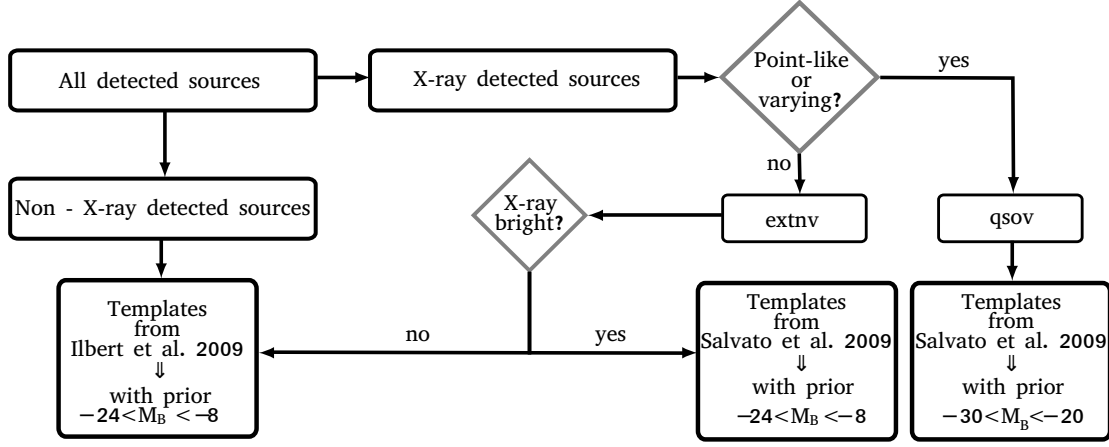 All detected sources
X-ray detected sources
Point-like
or
varying?
yes
no
Non - X-ray detected sources
X-ray
bright?
extnv
qsov
Templates
from
Ilbert et al. 2009
⇓
with prior
−24<M_B <−8
no
yes
Templates
from
Salvato et al. 2009
⇓
with prior
−24<M_B<−8
Templates
from
Salvato et al. 2009
⇓
with prior
−30<M_B<−20